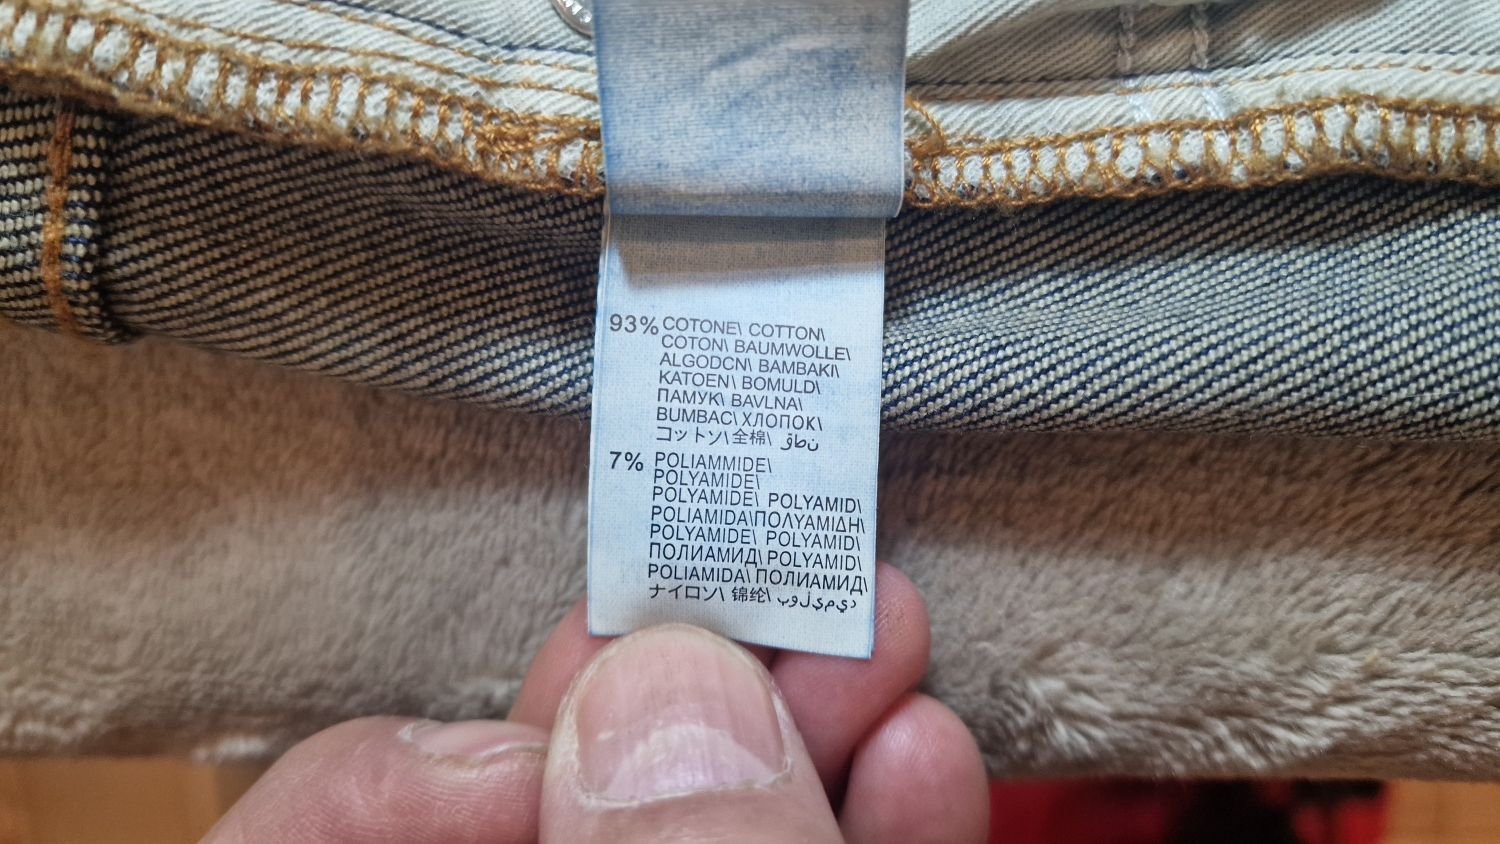 93% COTONE\ COTTON\
COTON\ BAUMWOLLE\
ALGODCN\ BAMBAKI\
KATOEN\ BOMULD\
ПАМУК\ BAVLNA\
BUMBAC\ ХЛОПОК\
コットン\ 全棉\ قطن
7% POLIAMMIDE\
POLYAMIDE\
POLYAMIDE\ POLYAMID\
POLIAMIDA\ΠΟΛΥΑΜΙΔΗ\
POLYAMIDE\ POLYAMID\
ПОЛИАМИД\ POLYAMID\
POLIAMIDA\ ПОЛИАМИД\
ナイロン\ 锦纶\